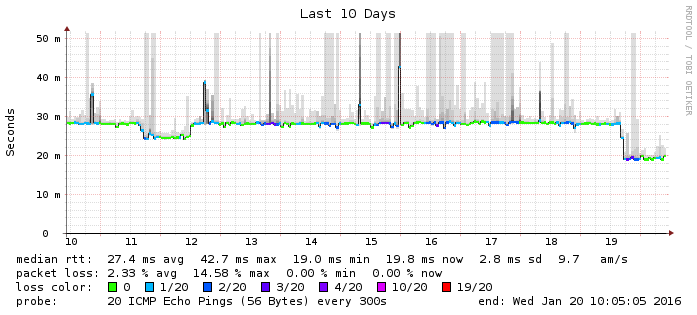 Last 10 Days
RRDTOOL / TOBI OETIKER
Seconds
50 m
40 m
30 m
20 m
10 m
0
10 11 12 13 14 15 16 17 18 19
median rtt: 27.4 ms avg 42.7 ms max 19.0 ms min 19.8 ms now 2.8 ms sd 9.7 am/s
packet loss: 2.33 % avg 14.58 % max 0.00 % min 0.00 % now
loss color: 0 1/20 2/20 3/20 4/20 10/20 19/20
probe: 20 ICMP Echo Pings (56 Bytes) every 300s end: Wed Jan 20 10:05:05 2016